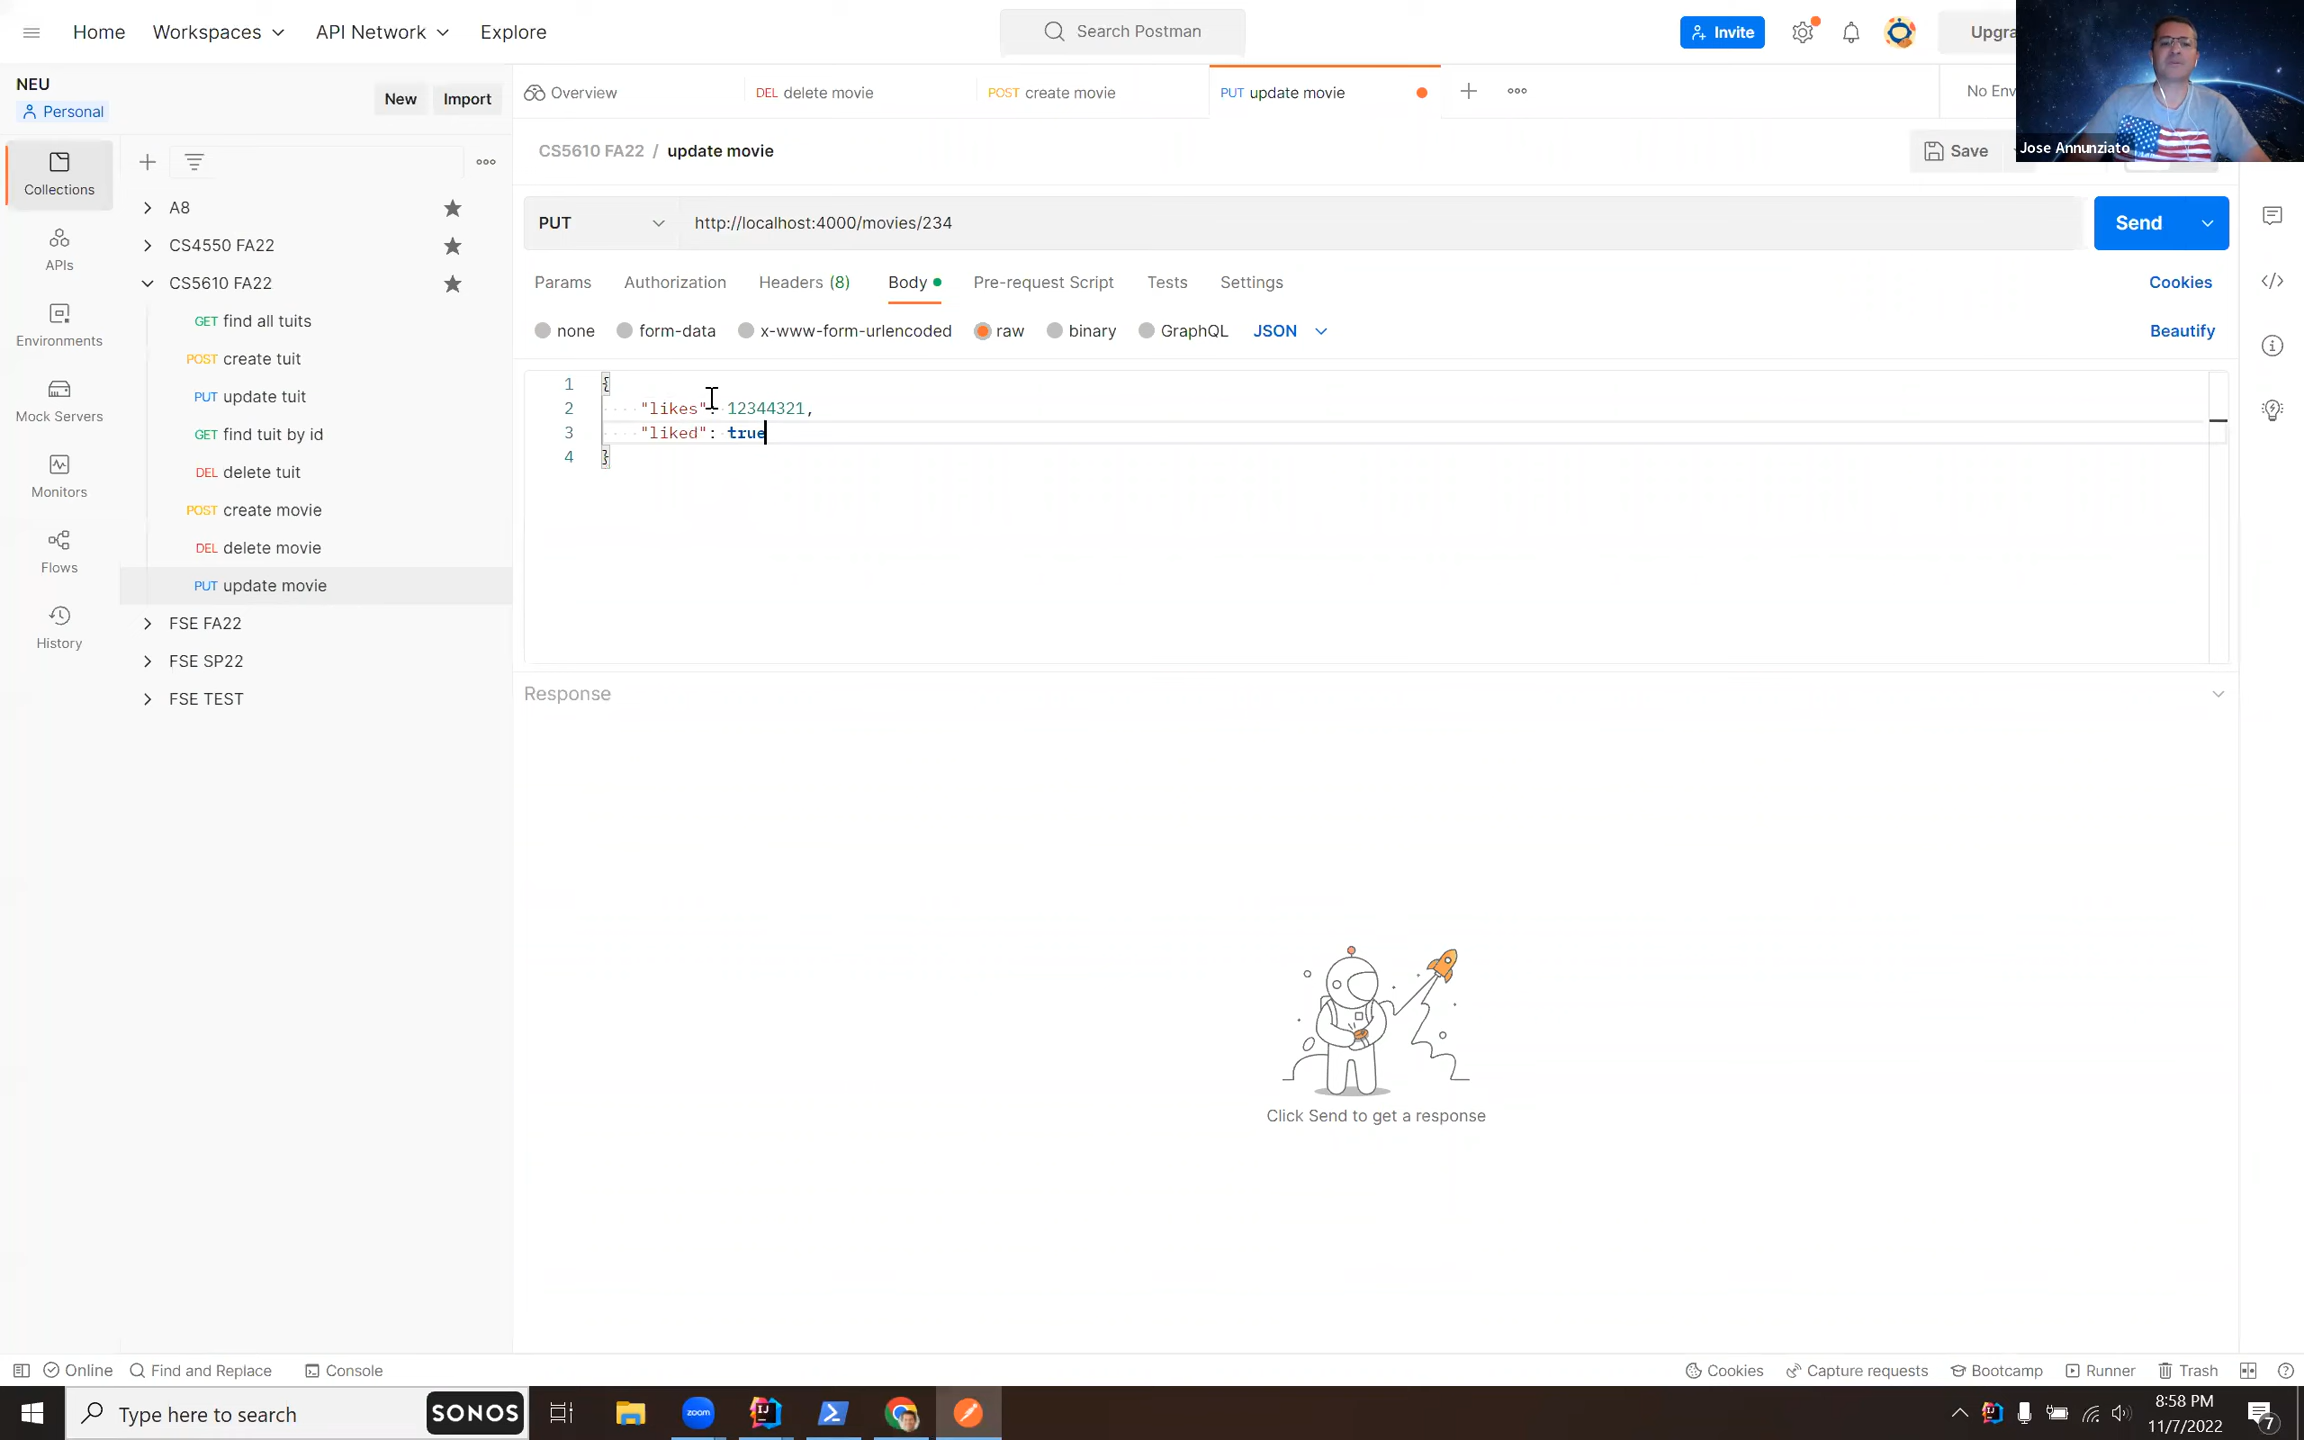 Home
Workspaces
API Network
Explore
Search Postman
Invite
Upgra
NEU
Personal
New
Import
Overview
DEL delete movie
POST create movie
PUT update movie
No Env
CS5610 FA22 / update movie
Save
Jose Annunziato
Collections
APIs
Environments
Mock Servers
Monitors
Flows
History
A8
CS4550 FA22
CS5610 FA22
GET find all tuits
POST create tuit
PUT update tuit
GET find tuit by id
DEL delete tuit
POST create movie
DEL delete movie
PUT update movie
FSE FA22
FSE SP22
FSE TEST
PUT
http://localhost:4000/movies/234
Send
Params
Authorization
Headers (8)
Body
Pre-request Script
Tests
Settings
Cookies
none
form-data
x-www-form-urlencoded
raw
binary
GraphQL
JSON
Beautify
1 {
2 "likes": 12344321,
3 "liked": true
4 }
Response
Click Send to get a response
Online
Find and Replace
Console
Cookies
Capture requests
Bootcamp
Runner
Trash
Type here to search
SONOS
zoom
IJ
8:58 PM
11/7/2022
7